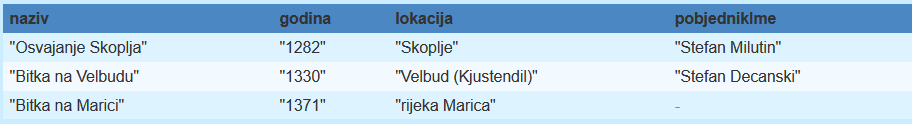 naziv godina lokacija pobjednikIme
"Osvajanje Skoplja" "1282" "Skoplje" "Stefan Milutin"
"Bitka na Velbudu" "1330" "Velbud (Kjustendil)" "Stefan Decanski"
"Bitka na Marici" "1371" "rijeka Marica" -